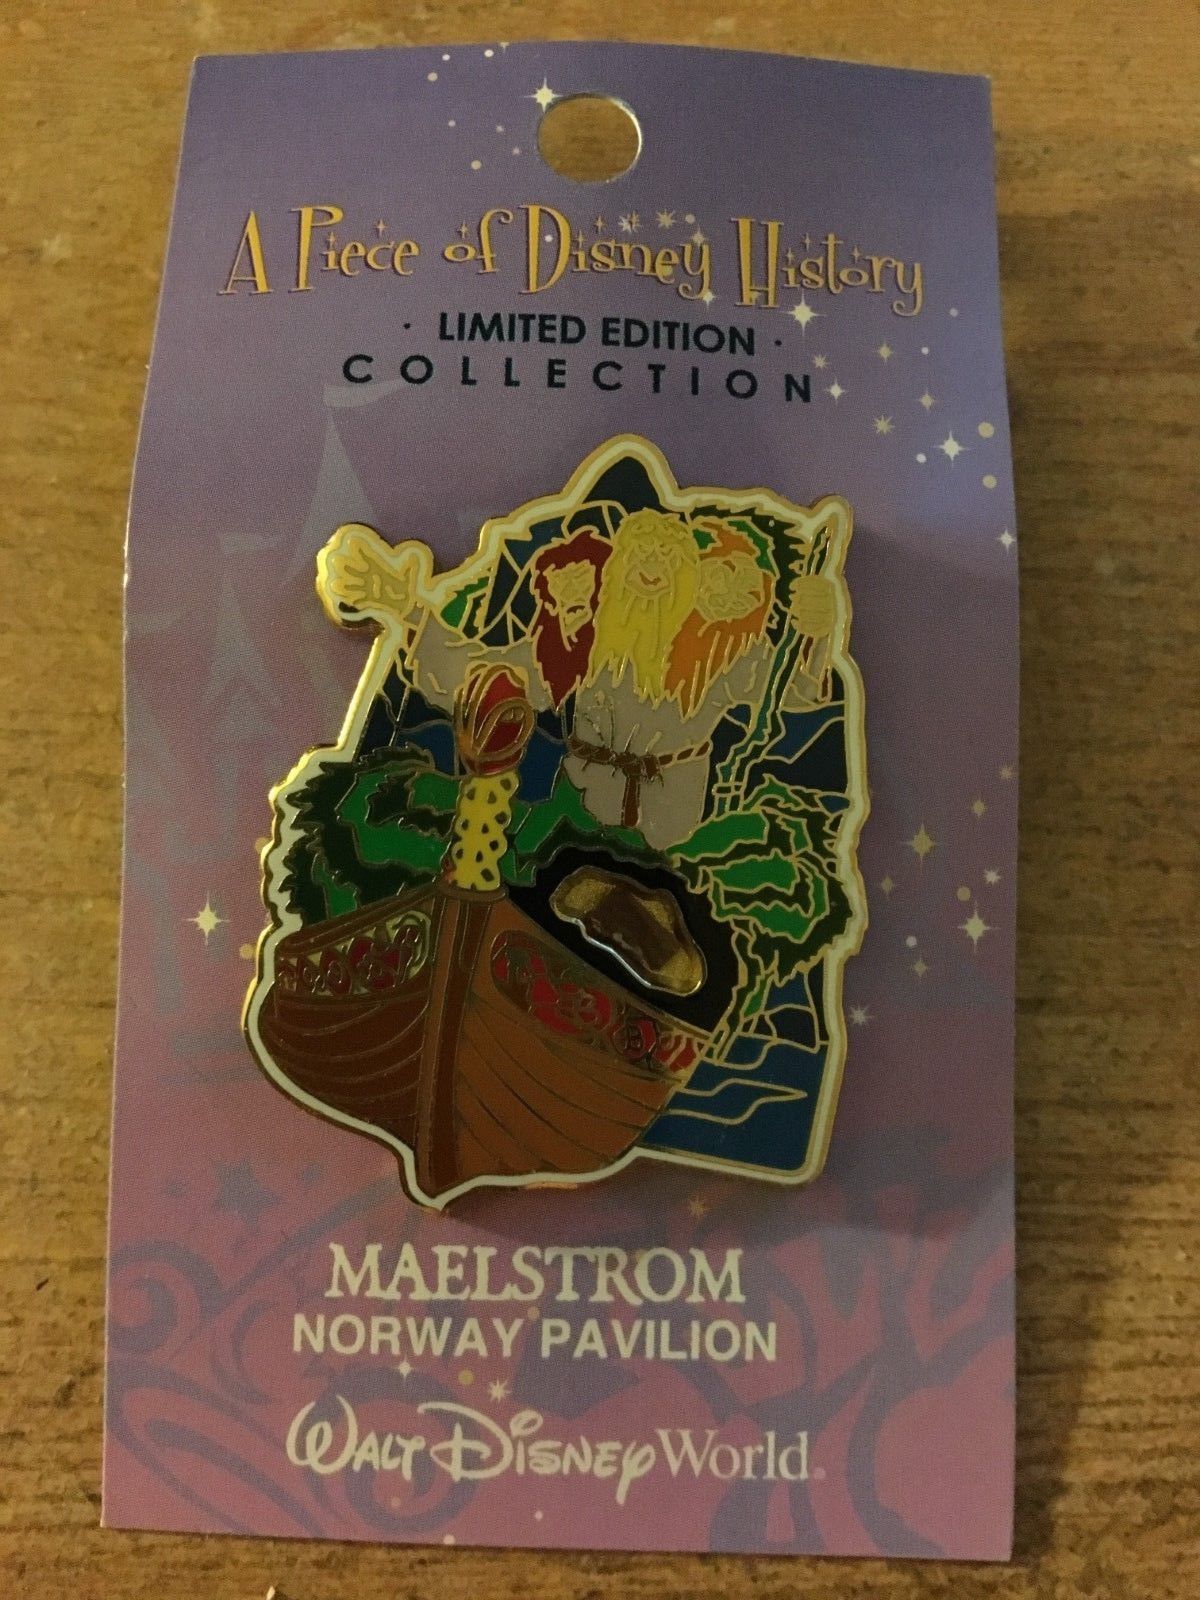 A Piece of Disney History
· LIMITED EDITION ·
COLLECTION
MAELSTROM
NORWAY PAVILION
WALT DISNEY World®